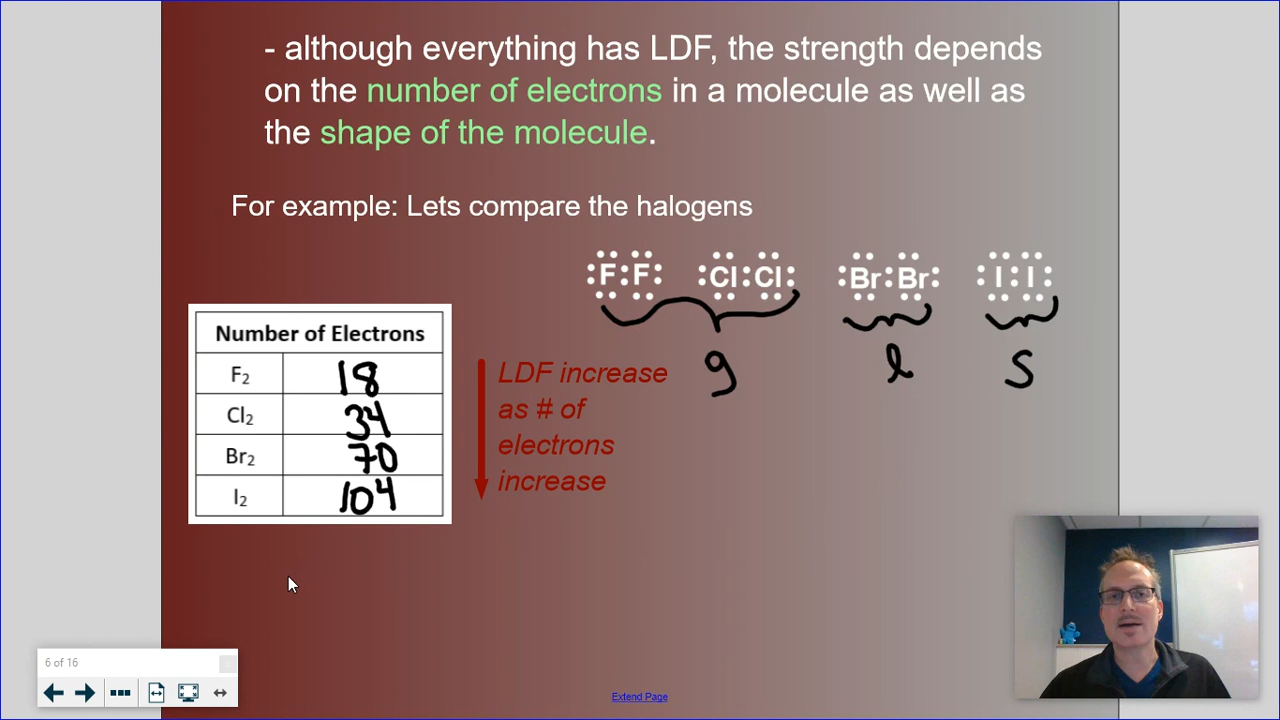 - although everything has LDF, the strength depends
on the number of electrons in a molecule as well as
the shape of the molecule.
For example: Lets compare the halogens
F F Cl Cl Br Br I I
g l s
Number of Electrons
F₂ 18
Cl₂ 34
Br₂ 70
I₂ 104
LDF increase
as # of
electrons
increase
6 of 16
Extend Page